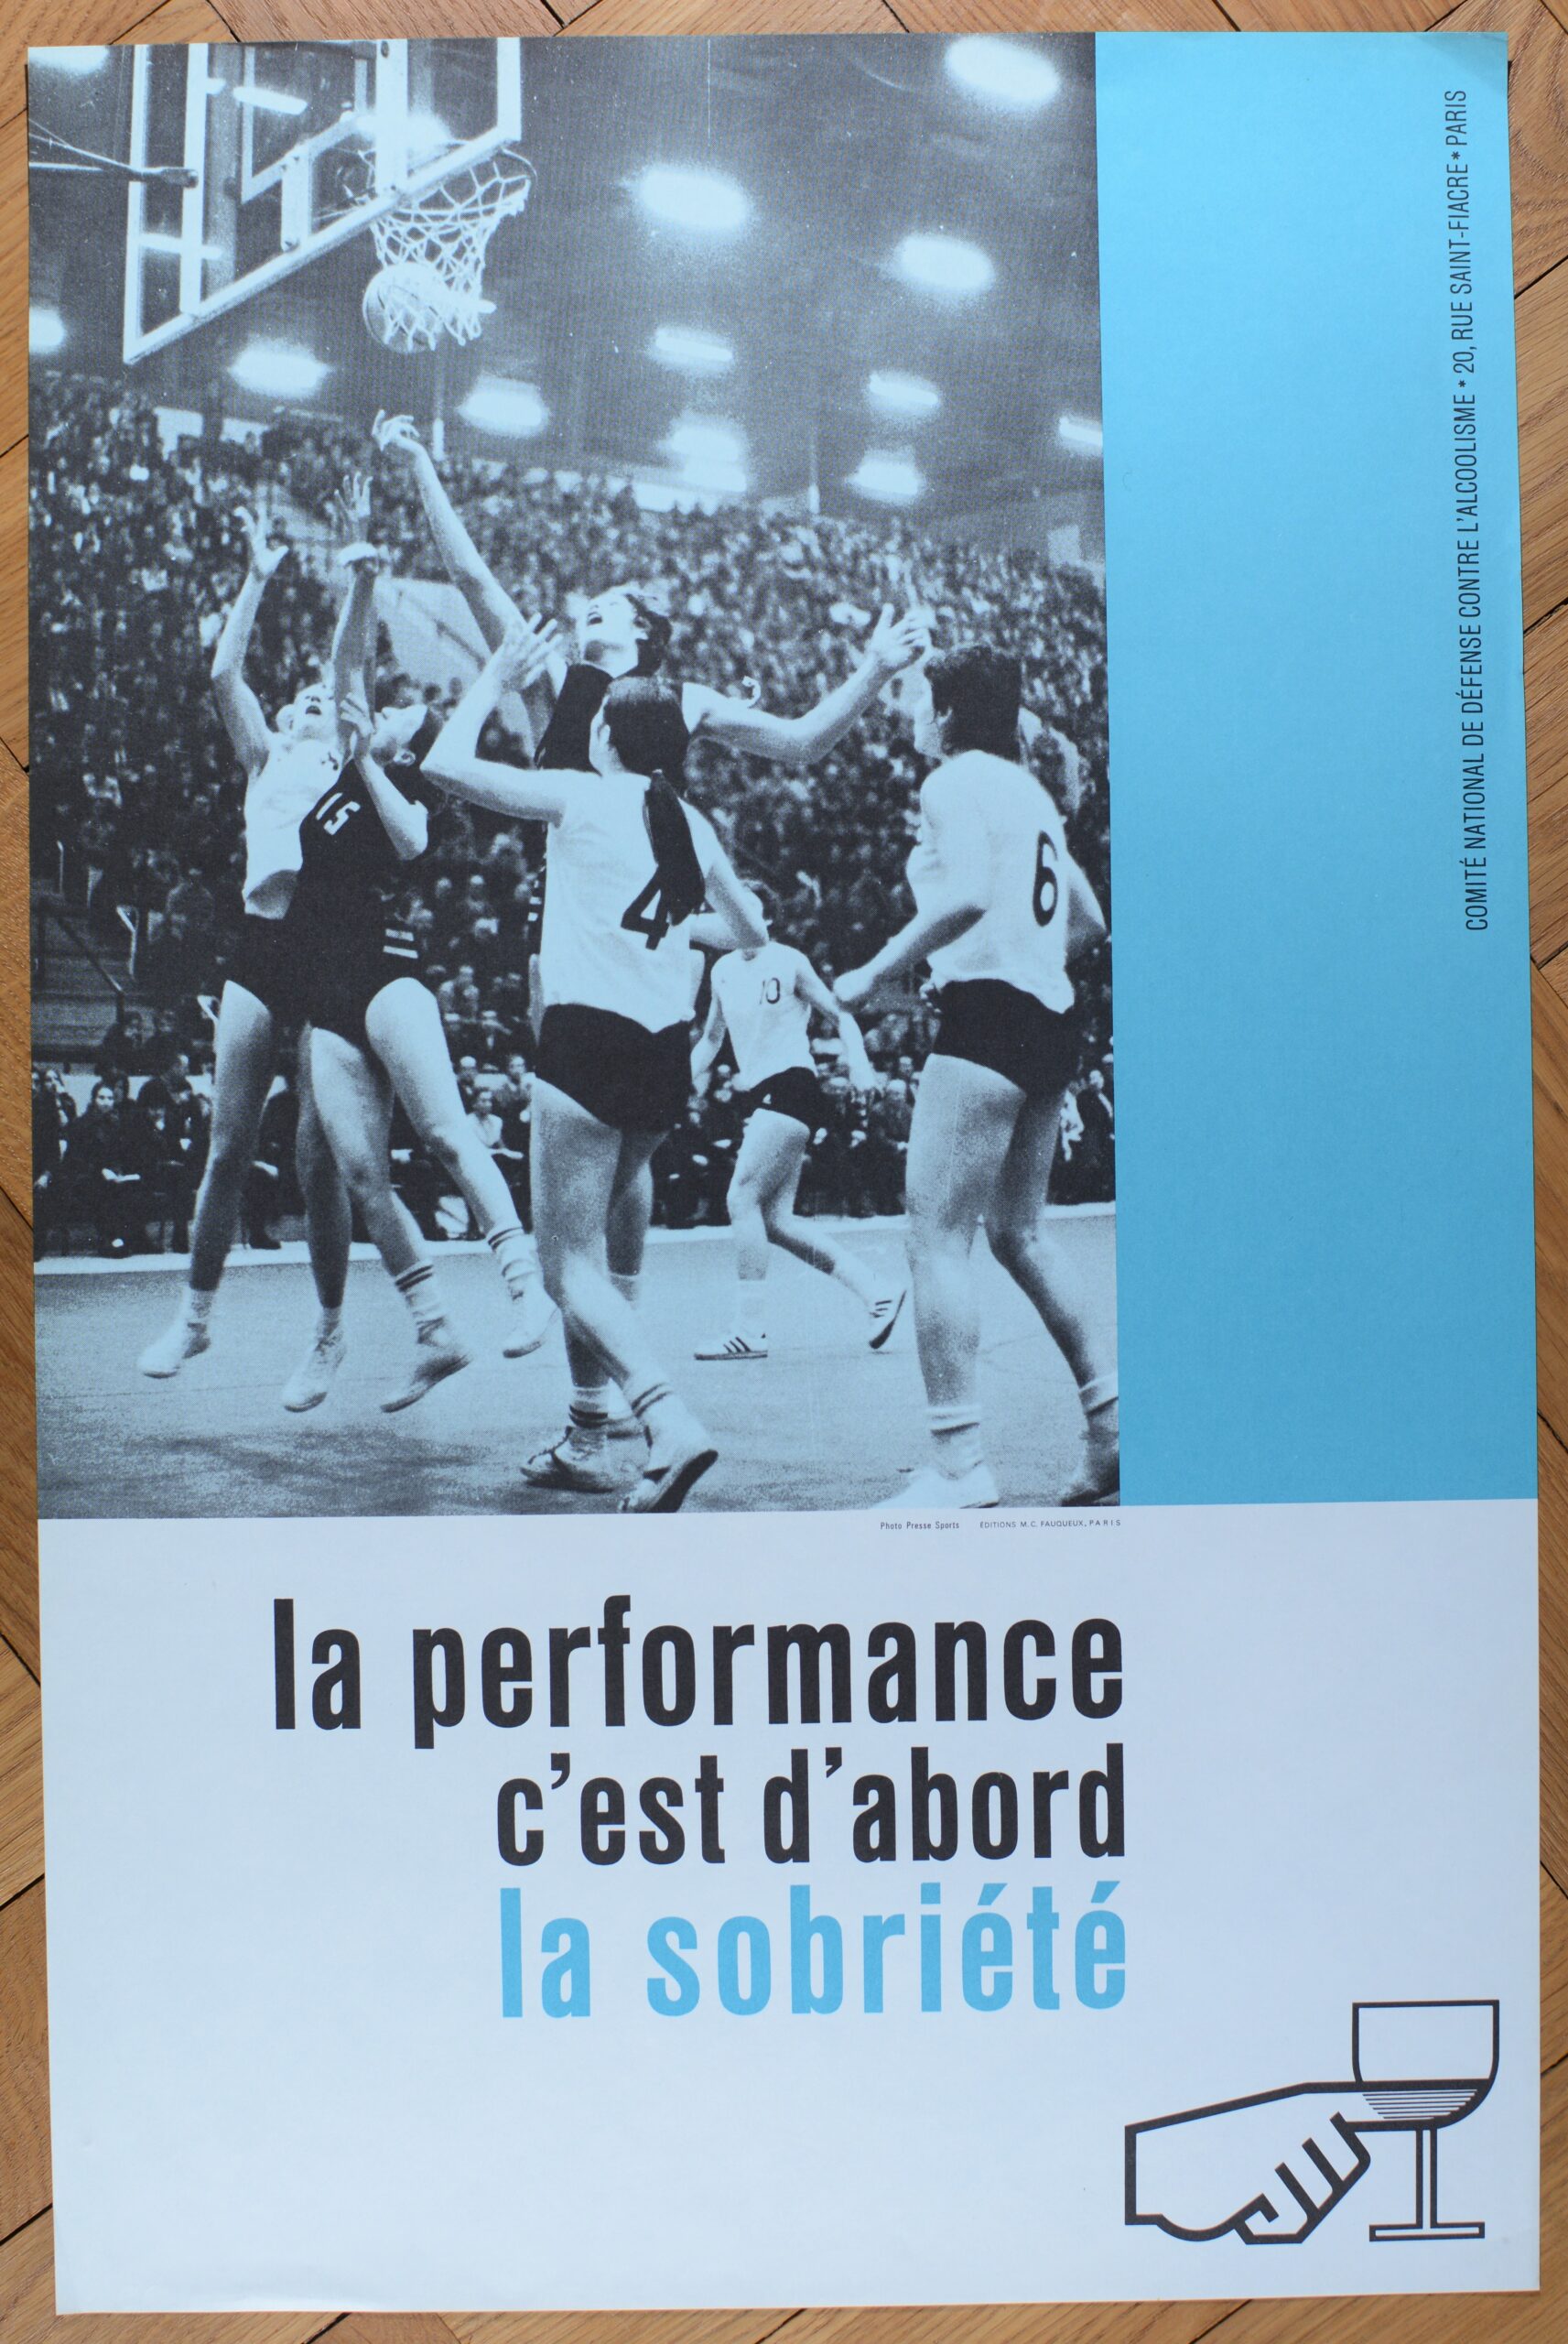 COMITÉ NATIONAL DE DÉFENSE CONTRE L'ALCOOLISME * 20, RUE SAINT-FIACRE * PARIS
15
4
10
6
Photo Presse Sports ÉDITIONS M.C. FAUQUEUX, PARIS
la performance
c'est d'abord
la sobriété